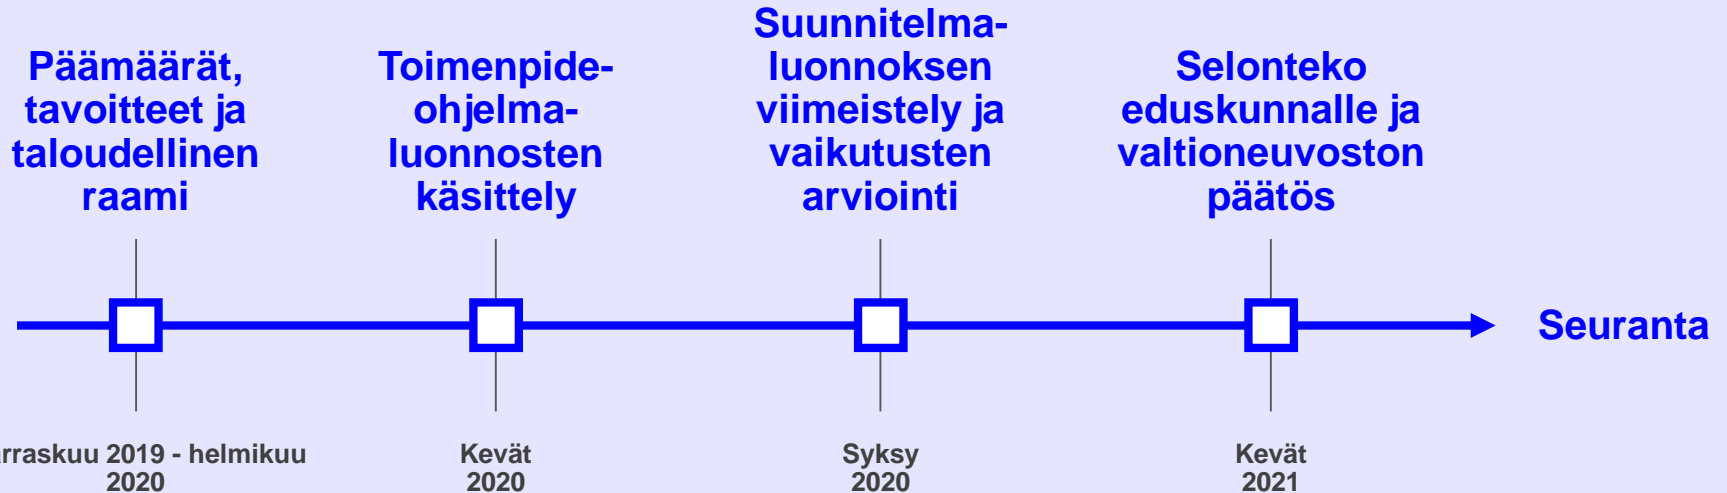 Päämäärät,
tavoitteet ja
taloudellinen
raami
Toimenpide-
ohjelma-
luonnosten
käsittely
Suunnitelma-
luonnoksen
viimeistely ja
vaikutusten
arviointi
Selonteko
eduskunnalle ja
valtioneuvoston
päätös
Seuranta
rraskuu 2019 - helmikuu
2020
Kevät
2020
Syksy
2020
Kevät
2021